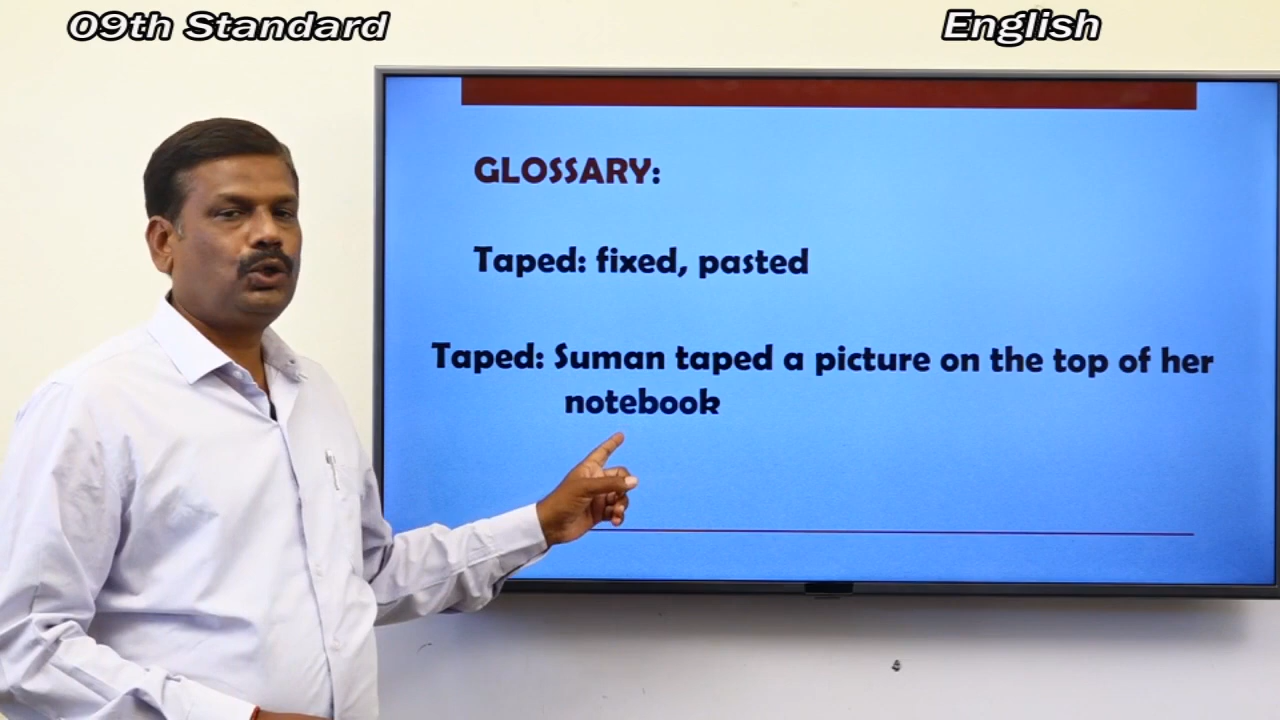 09th Standard
English
GLOSSARY:
Taped: fixed, pasted
Taped: Suman taped a picture on the top of her
notebook